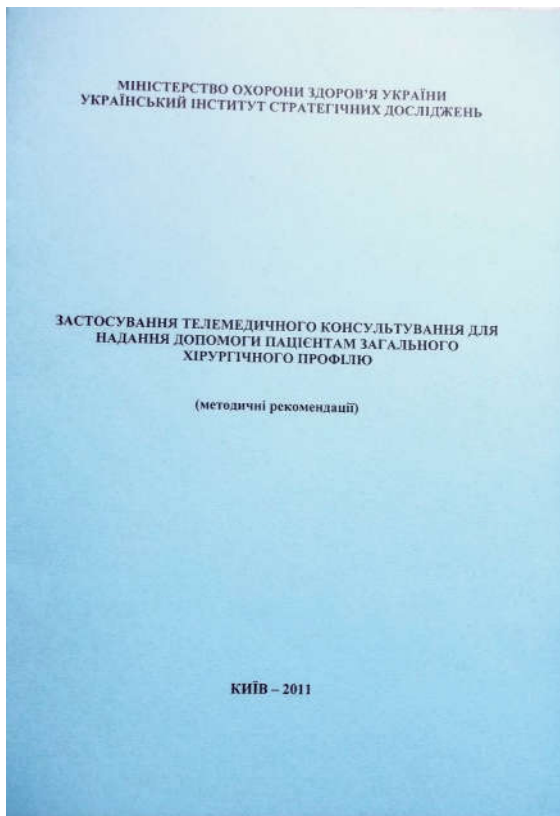 МІНІСТЕРСТВО ОХОРОНИ ЗДОРОВ'Я УКРАЇНИ
УКРАЇНСЬКИЙ ІНСТИТУТ СТРАТЕГІЧНИХ ДОСЛІДЖЕНЬ
ЗАСТОСУВАННЯ ТЕЛЕМЕДИЧНОГО КОНСУЛЬТУВАННЯ ДЛЯ
НАДАННЯ ДОПОМОГИ ПАЦІЄНТАМ ЗАГАЛЬНОГО
ХІРУРГІЧНОГО ПРОФІЛЮ
(методичні рекомендації)
КИЇВ – 2011